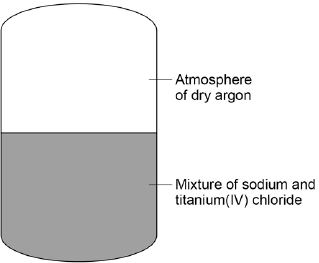 Atmosphere
of dry argon
Mixture of sodium and
titanium(IV) chloride